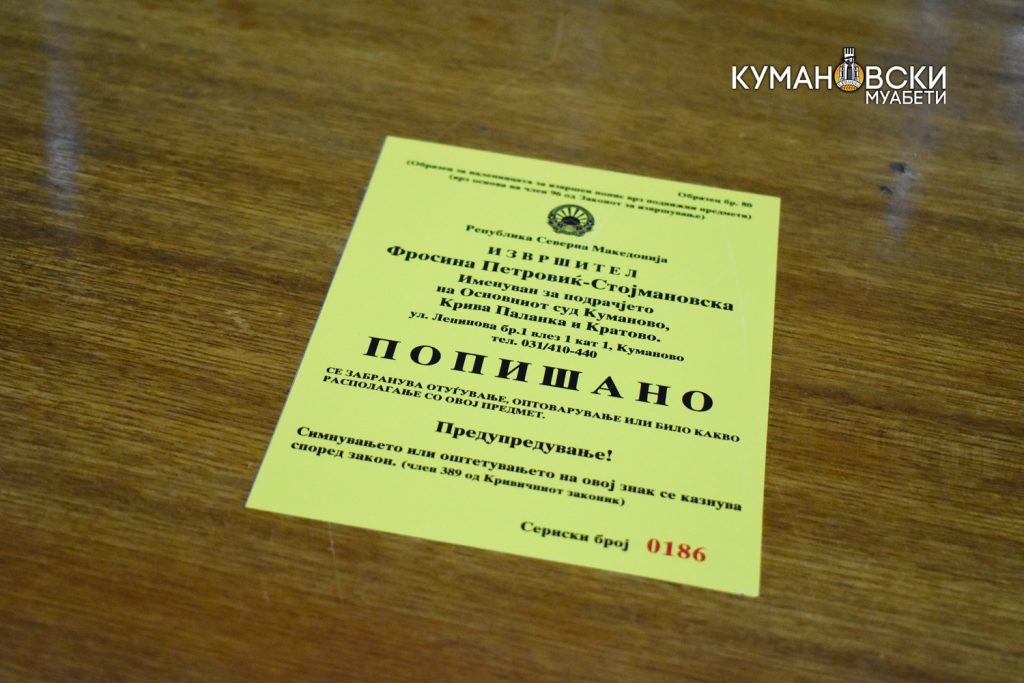 КУМАНОВСКИ
МУАБЕТИ
Образец бр. 80
(Образец за налепницата за извршен попис врз подвижни предмети)
(врз основа на член 96 од Законот за извршување)
Република Северна Македонија
ИЗВРШИТЕЛ
Фросина Петровиќ-Стојмановска
Именуван за подрачјето
на Основниот суд Куманово,
Крива Паланка и Кратово.
ул. Ленинова бр.1 влез 1 кат 1, Куманово
тел. 031/410-440
ПОПИШАНО
СЕ ЗАБРАНУВА ОТУЃУВАЊЕ, ОПТОВАРУВАЊЕ ИЛИ БИЛО КАКВО
РАСПОЛАГАЊЕ СО ОВОЈ ПРЕДМЕТ.
Предупредување!
Симнувањето или оштетувањето на овој знак се казнува
според закон. (член 389 од Кривичниот законик)
Сериски број 0186